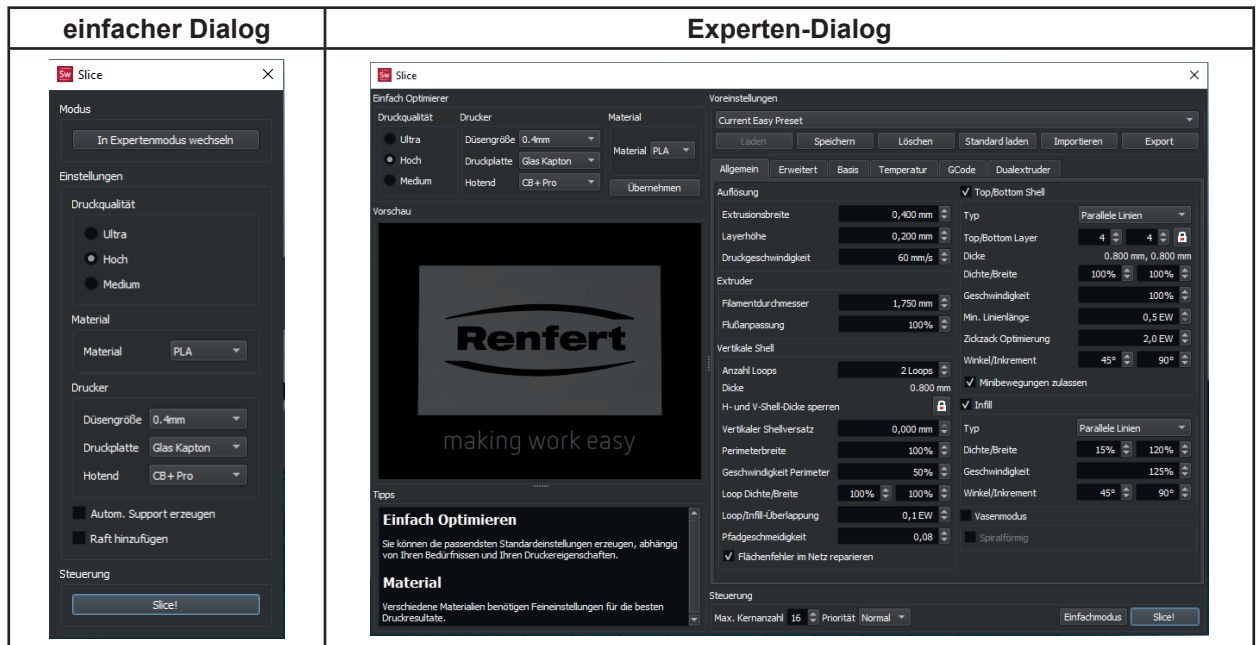 einfacher Dialog
Experten-Dialog
Sw Slice
Modus
In Expertenmodus wechseln
Einstellungen
Druckqualität
Ultra
Hoch
Medium
Material
Material PLA
Drucker
Düsengröße 0.4mm
Druckplatte Glas Kapton
Hotend CB+Pro
Autom. Support erzeugen
Raft hinzufügen
Steuerung
Slice!
Sw Slice
Einfach Optimierer
Druckqualität Drucker Material
Ultra Düsengröße 0.4mm
Hoch Druckplatte Glas Kapton Material PLA
Medium Hotend CB+Pro Übernehmen
Vorschau
Renfert
making work easy
Tipps
Einfach Optimieren
Sie können die passendsten Standardeinstellungen erzeugen, abhängig
von Ihren Bedürfnissen und Ihren Druckereigenschaften.
Material
Verschiedene Materialien benötigen Feineinstellungen für die besten
Druckresultate.
Voreinstellungen
Current Easy Preset
Laden Speichern Löschen Standard laden Importieren Export
Allgemein Erweitert Basis Temperatur GCode Dualextruder
Auflösung
Extrusionsbreite 0,400 mm
Layerhöhe 0,200 mm
Druckgeschwindigkeit 60 mm/s
Extruder
Filamentdurchmesser 1,750 mm
Flußanpassung 100%
Vertikale Shell
Anzahl Loops 2 Loops
Dicke 0.800 mm
H- und V-Shell-Dicke sperren
Vertikaler Shellversatz 0,000 mm
Perimeterbreite 100%
Geschwindigkeit Perimeter 50%
Loop Dichte/Breite 100% 100%
Loop/Infill-Überlappung 0,1 EW
Pfadgeschmeidigkeit 0,08
Flächenfehler im Netz reparieren
Top/Bottom Shell
Typ Parallele Linien
Top/Bottom Layer 4 4
Dicke 0.800 mm, 0.800 mm
Dichte/Breite 100% 100%
Geschwindigkeit 100%
Min. Linienlänge 0,5 EW
Zickzack Optimierung 2,0 EW
Winkel/Inkrement 45° 90°
Minibewegungen zulassen
Infill
Typ Parallele Linien
Dichte/Breite 15% 120%
Geschwindigkeit 125%
Winkel/Inkrement 45° 90°
Vasenmodus
Spiralförmig
Steuerung
Max. Kernanzahl 16 Priorität Normal Einfachmodus Slice!